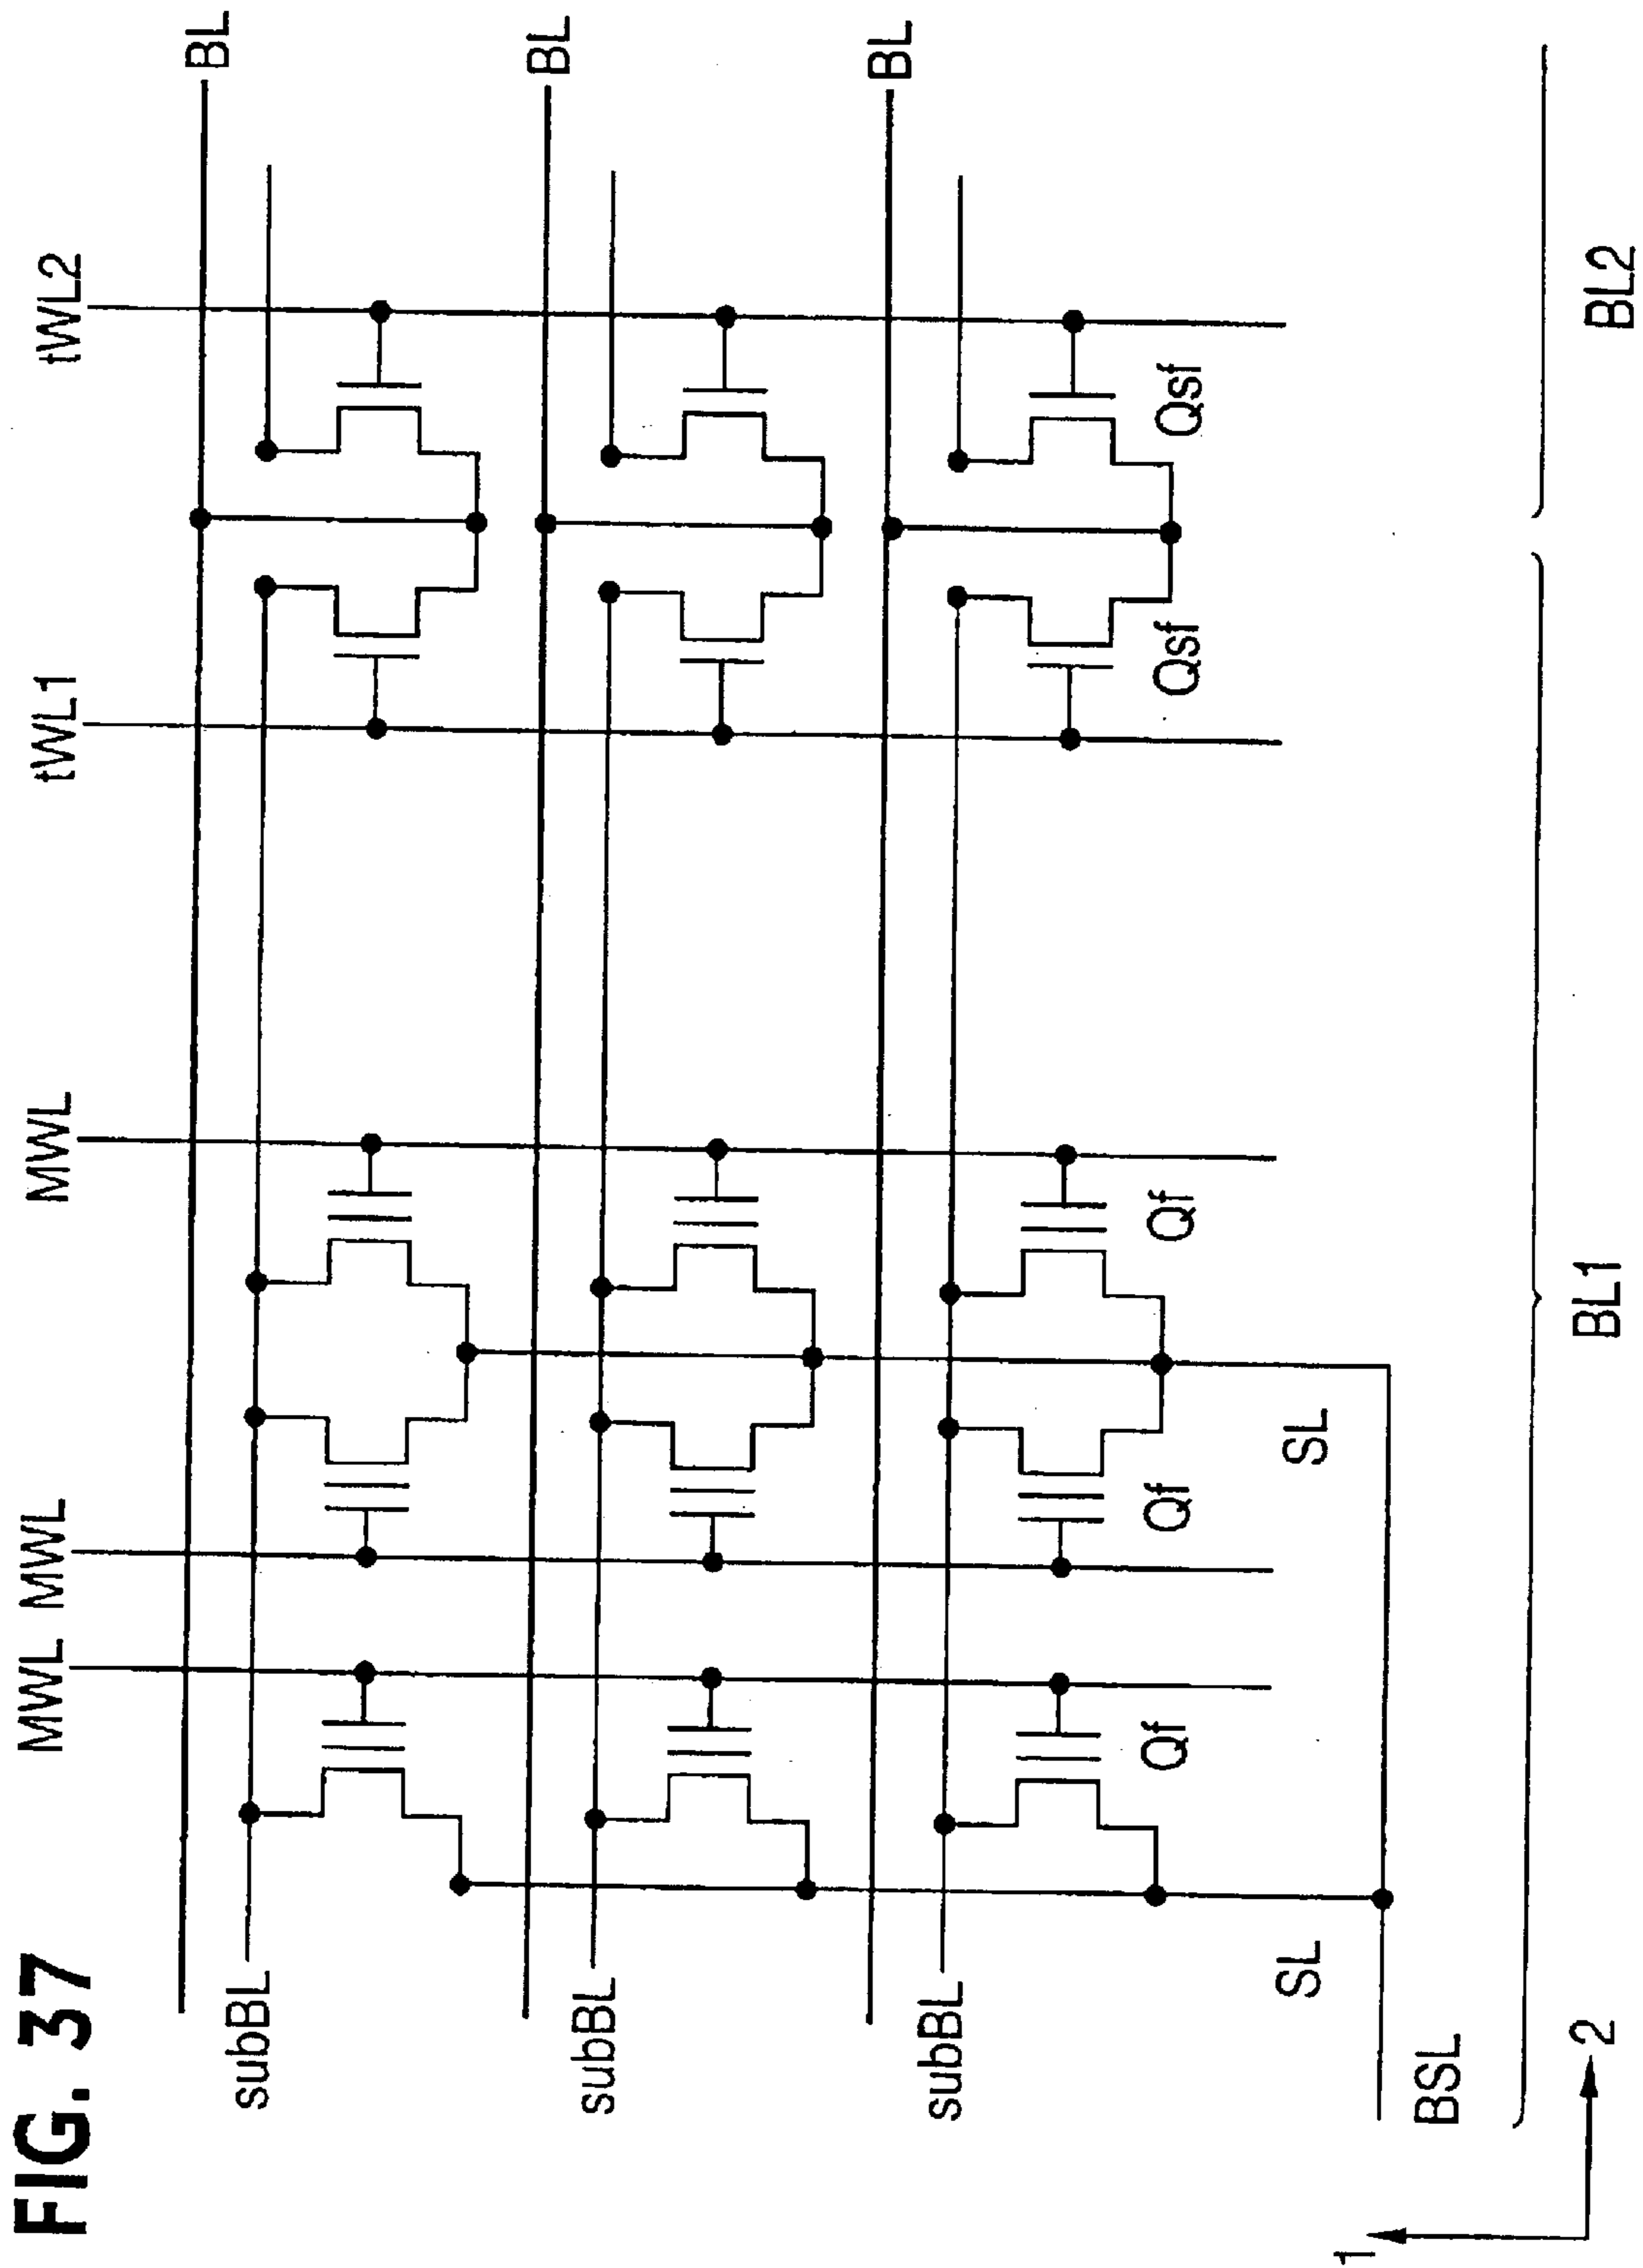 FIG. 37
MWL MWL MWL tWL1 tWL2
BL
subBL
BL
subBL
BL
subBL
Qf Qf Qf Qsf Qsf
SL SL
BSL
BL1 BL2
1
2